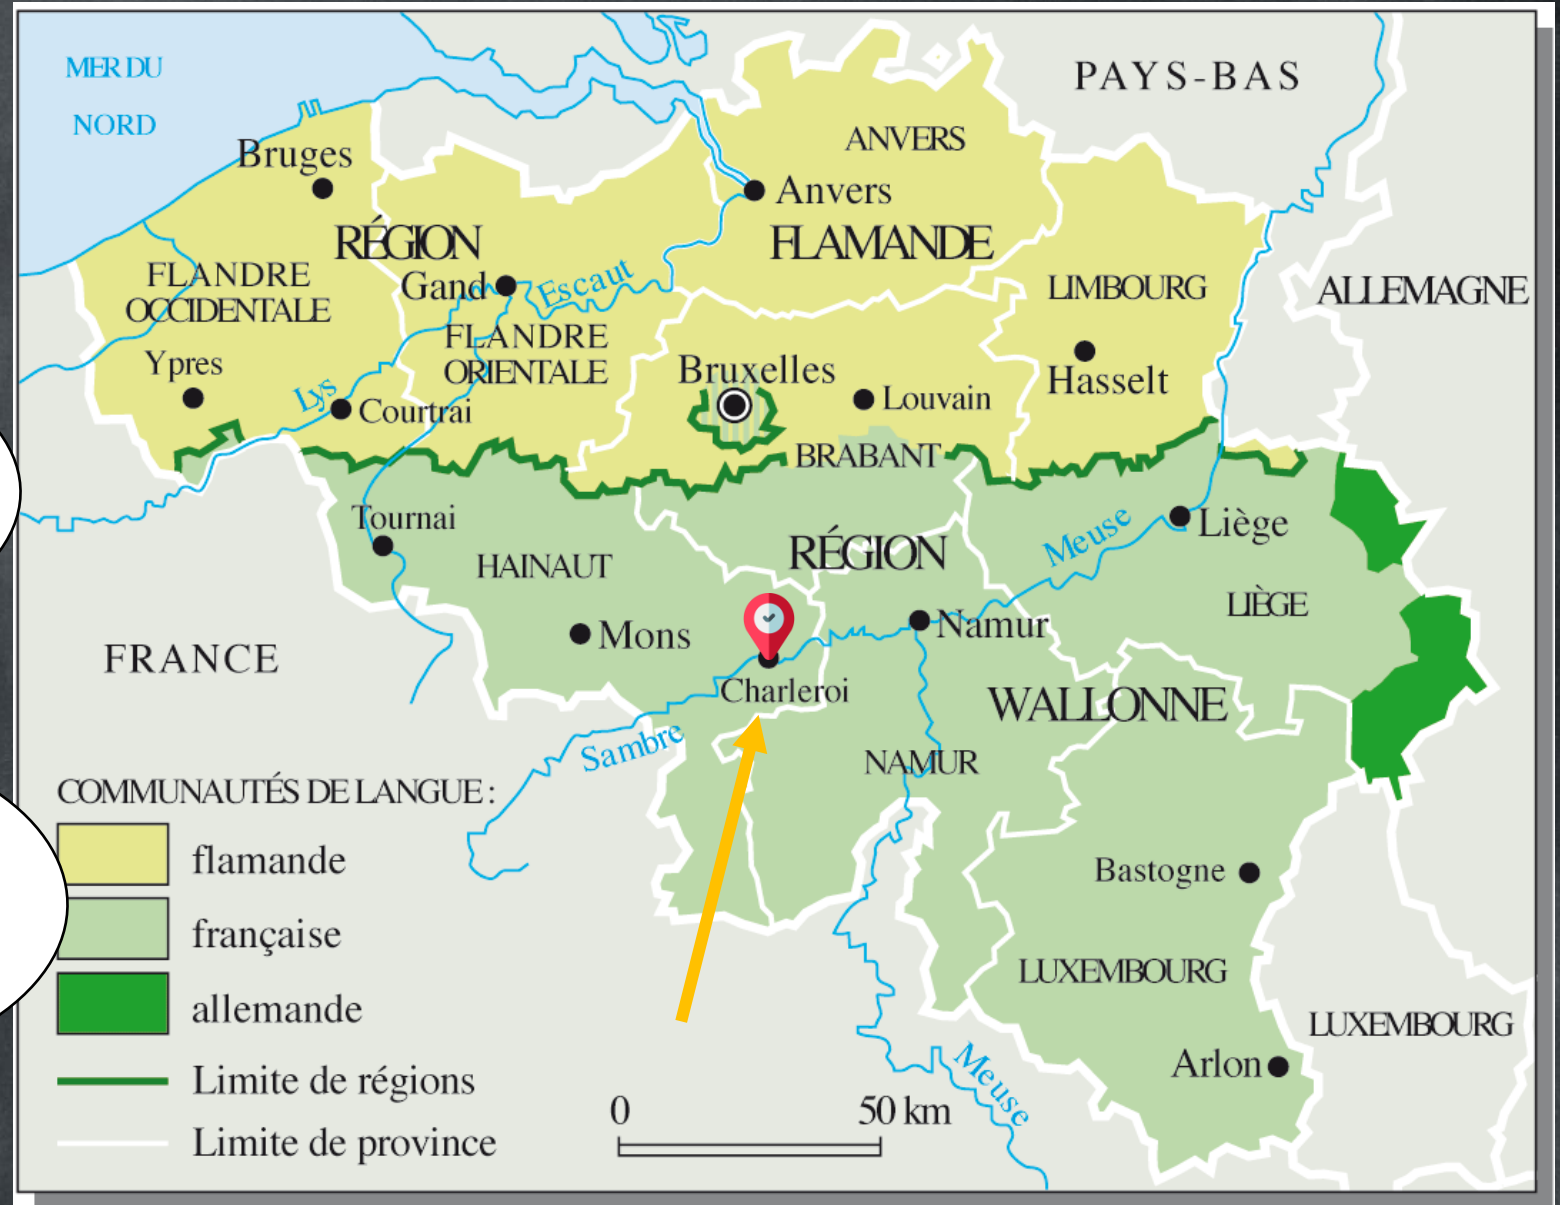 MER DU
NORD
PAYS-BAS
ANVERS
Bruges
Anvers
RÉGION
FLAMANDE
FLANDRE
OCCIDENTALE
Gand
Escaut
LIMBOURG
ALLEMAGNE
FLANDRE
ORIENTALE
Ypres
Bruxelles
Hasselt
Lys
Courtrai
Louvain
BRABANT
Tournai
Meuse
Liège
HAINAUT
RÉGION
LIÈGE
Mons
Namur
FRANCE
Charleroi
WALLONNE
Sambre
NAMUR
COMMUNAUTÉS DE LANGUE :
flamande
Bastogne
française
LUXEMBOURG
allemande
LUXEMBOURG
Arlon
Meuse
Limite de régions
0
50 km
Limite de province